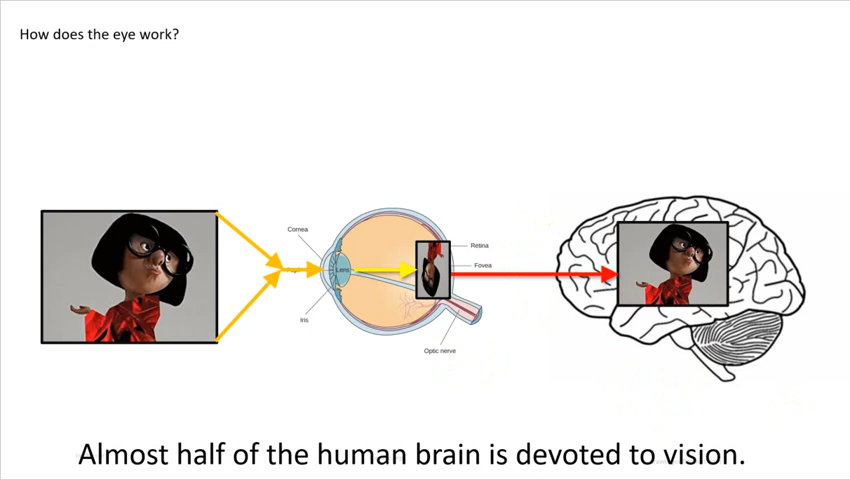 How does the eye work?
Cornea
Retina
Fovea
Lens
Iris
Optic nerve
Almost half of the human brain is devoted to vision.